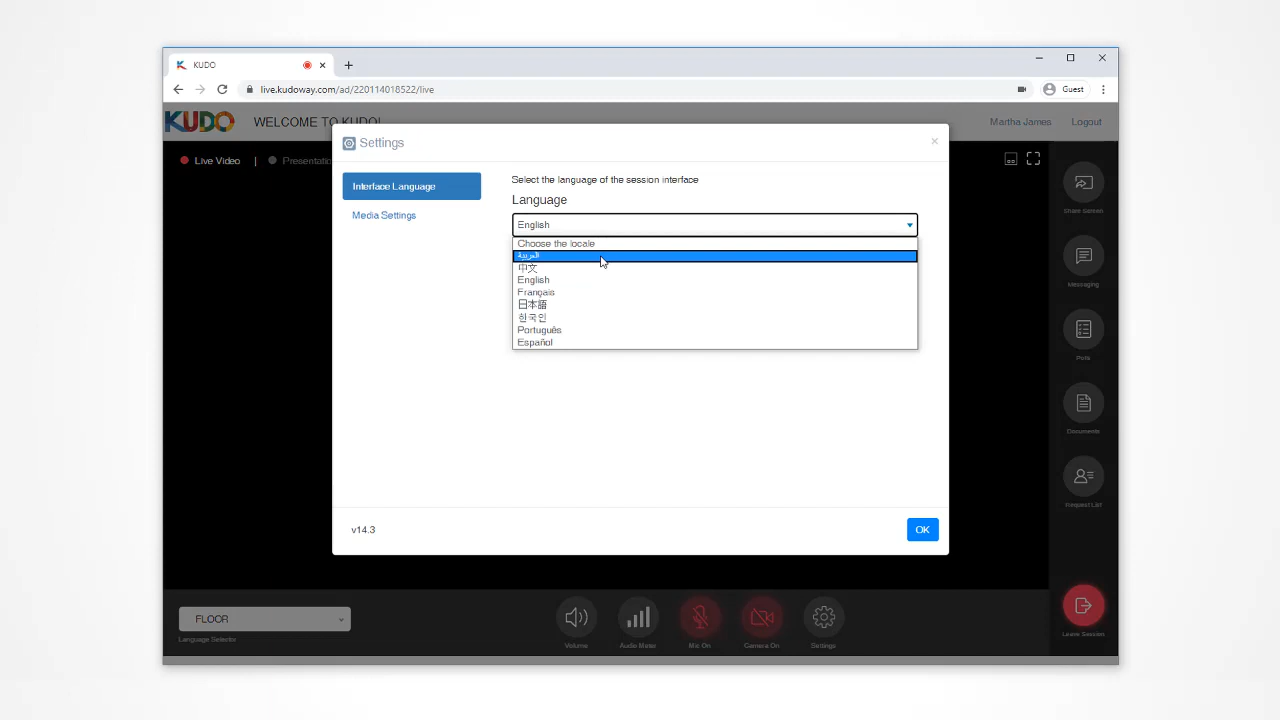 KUDO
live.kudoway.com/ad/220114018522/live
Guest
KUDO
WELCOME TO KUDO!
Martha James
Logout
Live Video
|
Presentatio
Settings
Interface Language
Media Settings
Select the language of the session interface
Language
English
Choose the locale
العربية
中文
English
Français
日本語
한국인
Português
Español
v14.3
OK
Share Screen
Messaging
Polls
Documents
Request List
Leave Session
FLOOR
Language Selector
Volume
Audio Meter
Mic On
Camera On
Settings